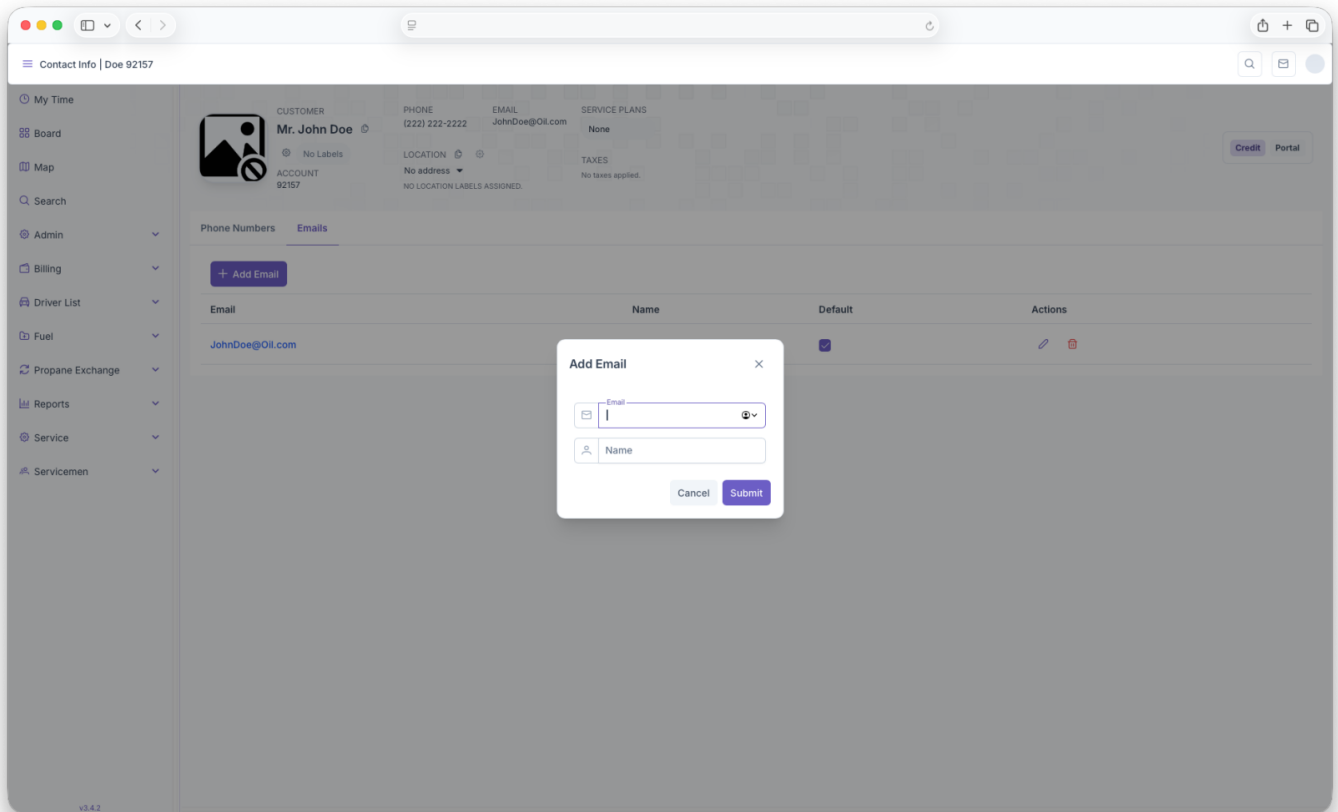 Contact Info | Doe 92157
My Time
Board
Map
Search
Admin
Billing
Driver List
Fuel
Propane Exchange
Reports
Service
Servicemen
v3.4.2
CUSTOMER
Mr. John Doe
No Labels
ACCOUNT
92157
PHONE
(222) 222-2222
EMAIL
JohnDoe@Oil.com
LOCATION
No address
NO LOCATION LABELS ASSIGNED.
SERVICE PLANS
None
TAXES
No taxes applied.
Credit Portal
Phone Numbers Emails
+ Add Email
Email Name Default Actions
JohnDoe@Oil.com
Add Email
Email
Name
Cancel Submit